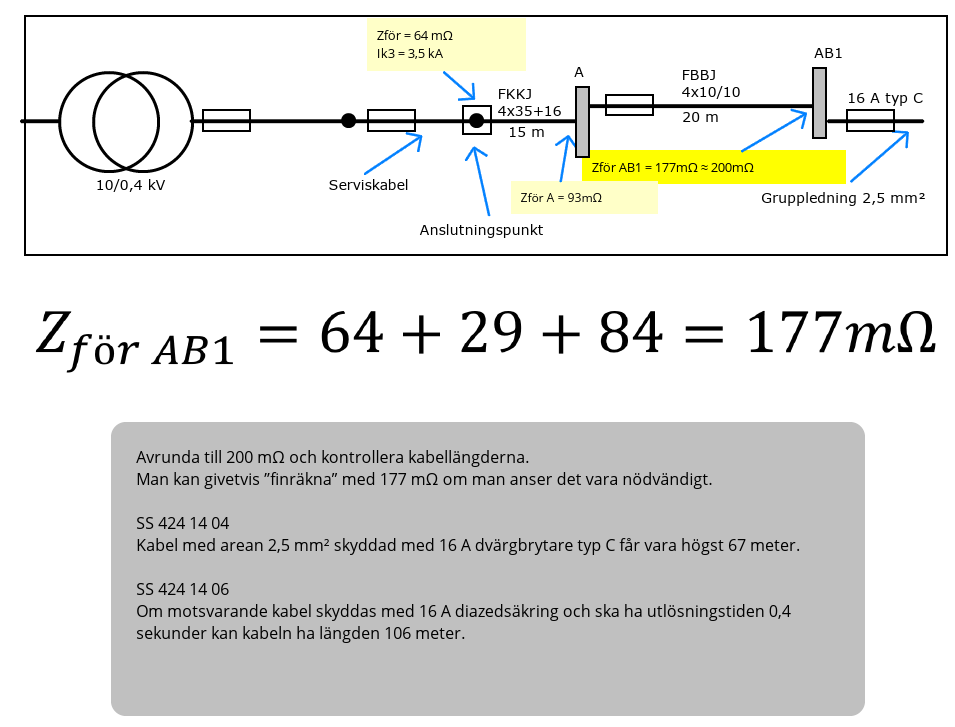 Zför = 64 mΩ
Ik3 = 3,5 kA
A
AB1
FKKJ
4x35+16
15 m
FBBJ
4x10/10
20 m
16 A typ C
Zför AB1 = 177mΩ ≈ 200mΩ
10/0,4 kV
Serviskabel
Zför A = 93mΩ
Gruppledning 2,5 mm²
Anslutningspunkt
Zför AB1 = 64 + 29 + 84 = 177mΩ
Avrunda till 200 mΩ och kontrollera kabellängderna.
Man kan givetvis ”finräkna” med 177 mΩ om man anser det vara nödvändigt.
SS 424 14 04
Kabel med arean 2,5 mm² skyddad med 16 A dvärgbrytare typ C får vara högst 67 meter.
SS 424 14 06
Om motsvarande kabel skyddas med 16 A diazedsäkring och ska ha utlösningstiden 0,4
sekunder kan kabeln ha längden 106 meter.